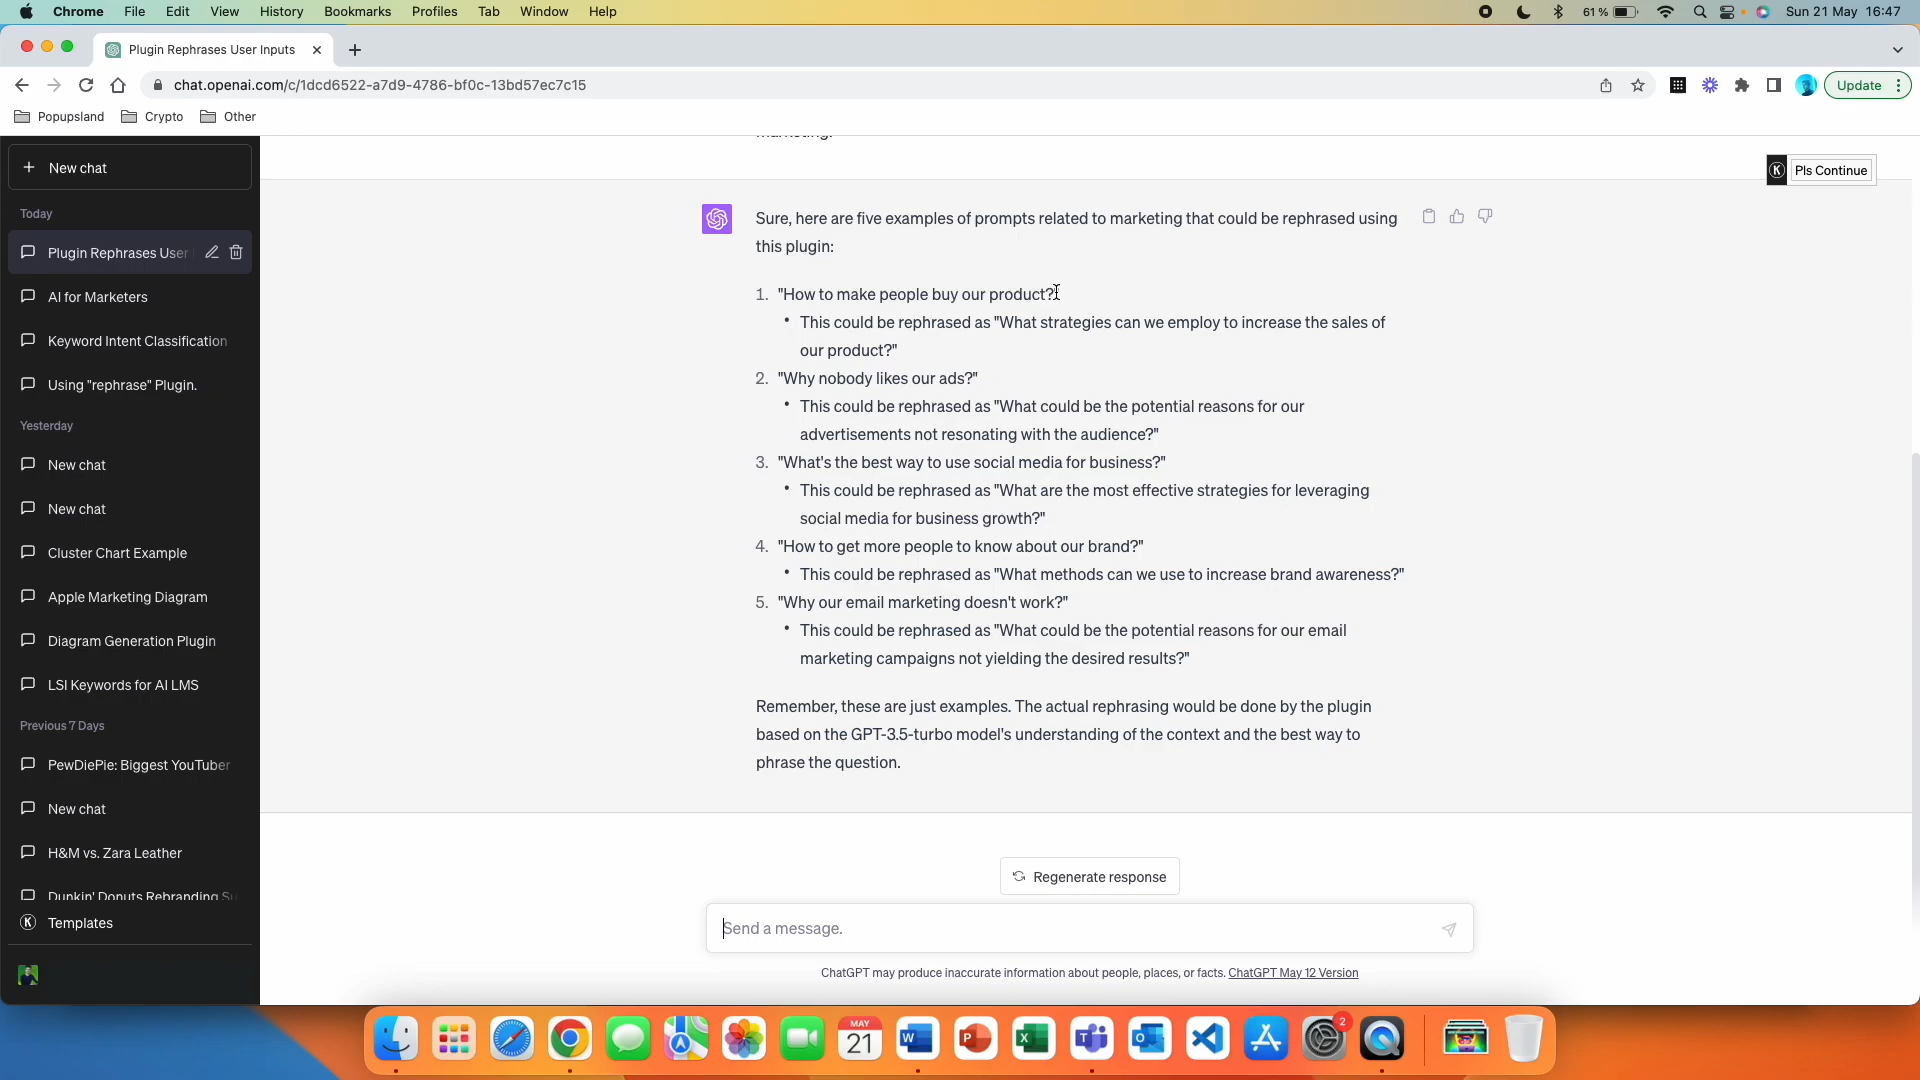 Chrome File Edit View History Bookmarks Profiles Tab Window Help 61 % Sun 21 May 16:47
Plugin Rephrases User Inputs
chat.openai.com/c/1dcd6522-a7d9-4786-bf0c-13bd57ec7c15 Update
Popupsland Crypto Other
New chat
Today
Plugin Rephrases User
AI for Marketers
Keyword Intent Classification
Using "rephrase" Plugin.
Yesterday
New chat
New chat
Cluster Chart Example
Apple Marketing Diagram
Diagram Generation Plugin
LSI Keywords for AI LMS
Previous 7 Days
PewDiePie: Biggest YouTuber
New chat
H&M vs. Zara Leather
Dunkin' Donuts Rebranding Su
K Templates
marketing.
K Pls Continue
Sure, here are five examples of prompts related to marketing that could be rephrased using
this plugin:
1. "How to make people buy our product?"
• This could be rephrased as "What strategies can we employ to increase the sales of
our product?"
2. "Why nobody likes our ads?"
• This could be rephrased as "What could be the potential reasons for our
advertisements not resonating with the audience?"
3. "What's the best way to use social media for business?"
• This could be rephrased as "What are the most effective strategies for leveraging
social media for business growth?"
4. "How to get more people to know about our brand?"
• This could be rephrased as "What methods can we use to increase brand awareness?"
5. "Why our email marketing doesn't work?"
• This could be rephrased as "What could be the potential reasons for our email
marketing campaigns not yielding the desired results?"
Remember, these are just examples. The actual rephrasing would be done by the plugin
based on the GPT-3.5-turbo model's understanding of the context and the best way to
phrase the question.
Regenerate response
Send a message.
ChatGPT may produce inaccurate information about people, places, or facts. ChatGPT May 12 Version
MAY
21
W
P
X
2